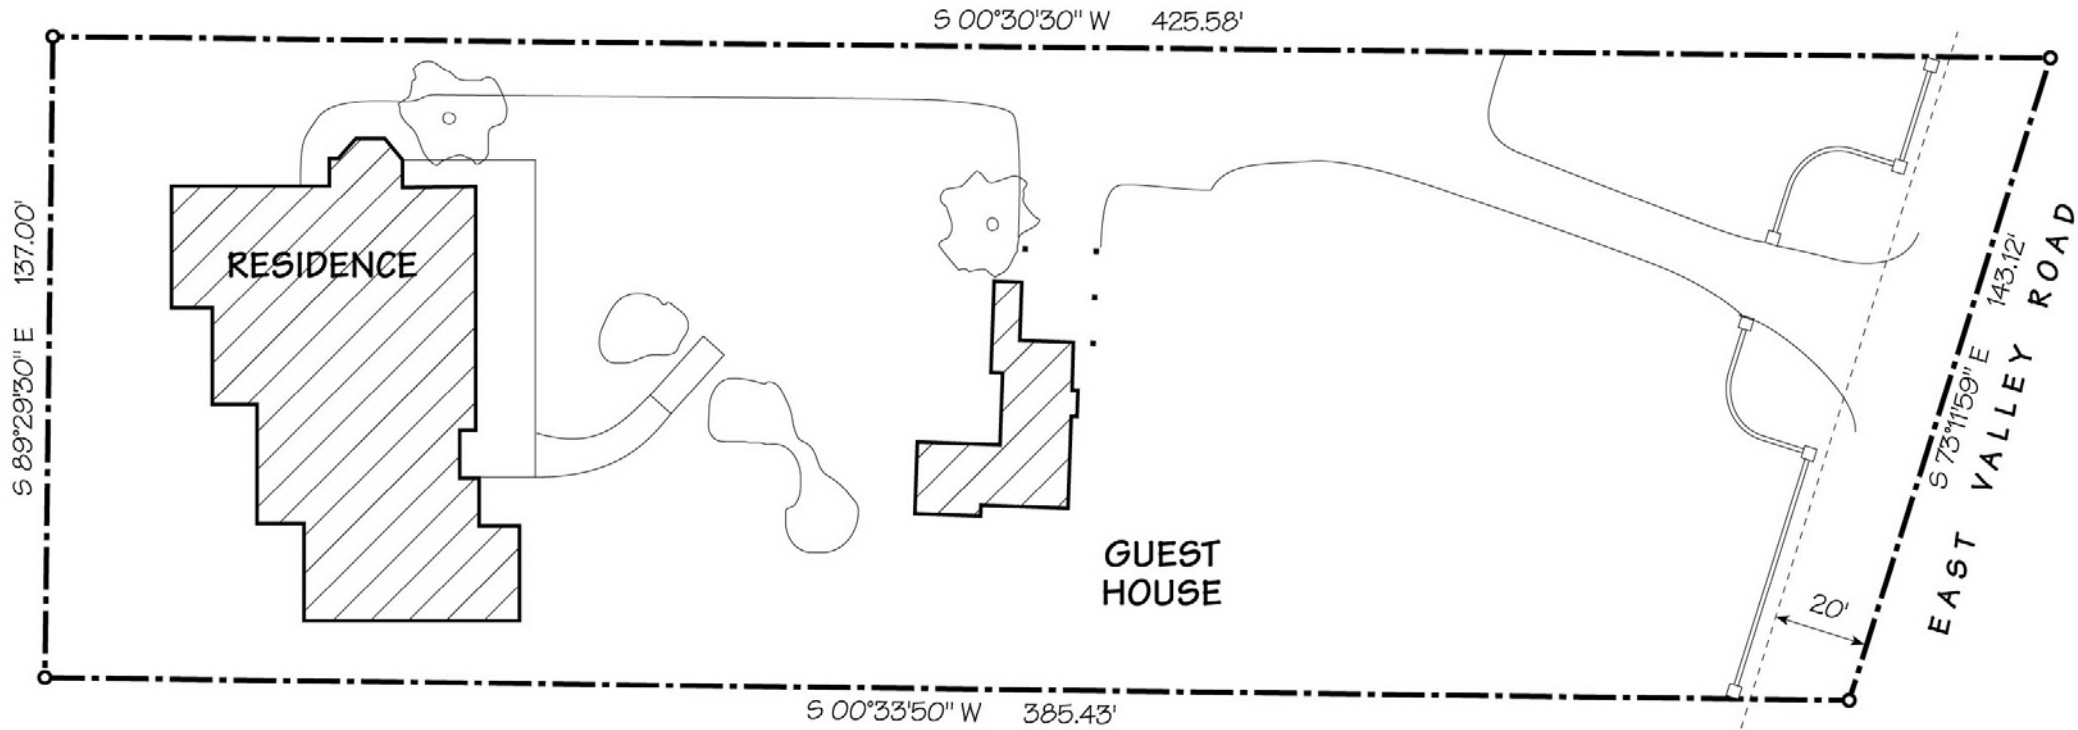 S 00°30'30" W 425.58'
S 89°29'30" E 137.00'
RESIDENCE
GUEST
HOUSE
S 73°11'59" E 143.12'
EAST VALLEY ROAD
20'
S 00°33'50" W 385.43'